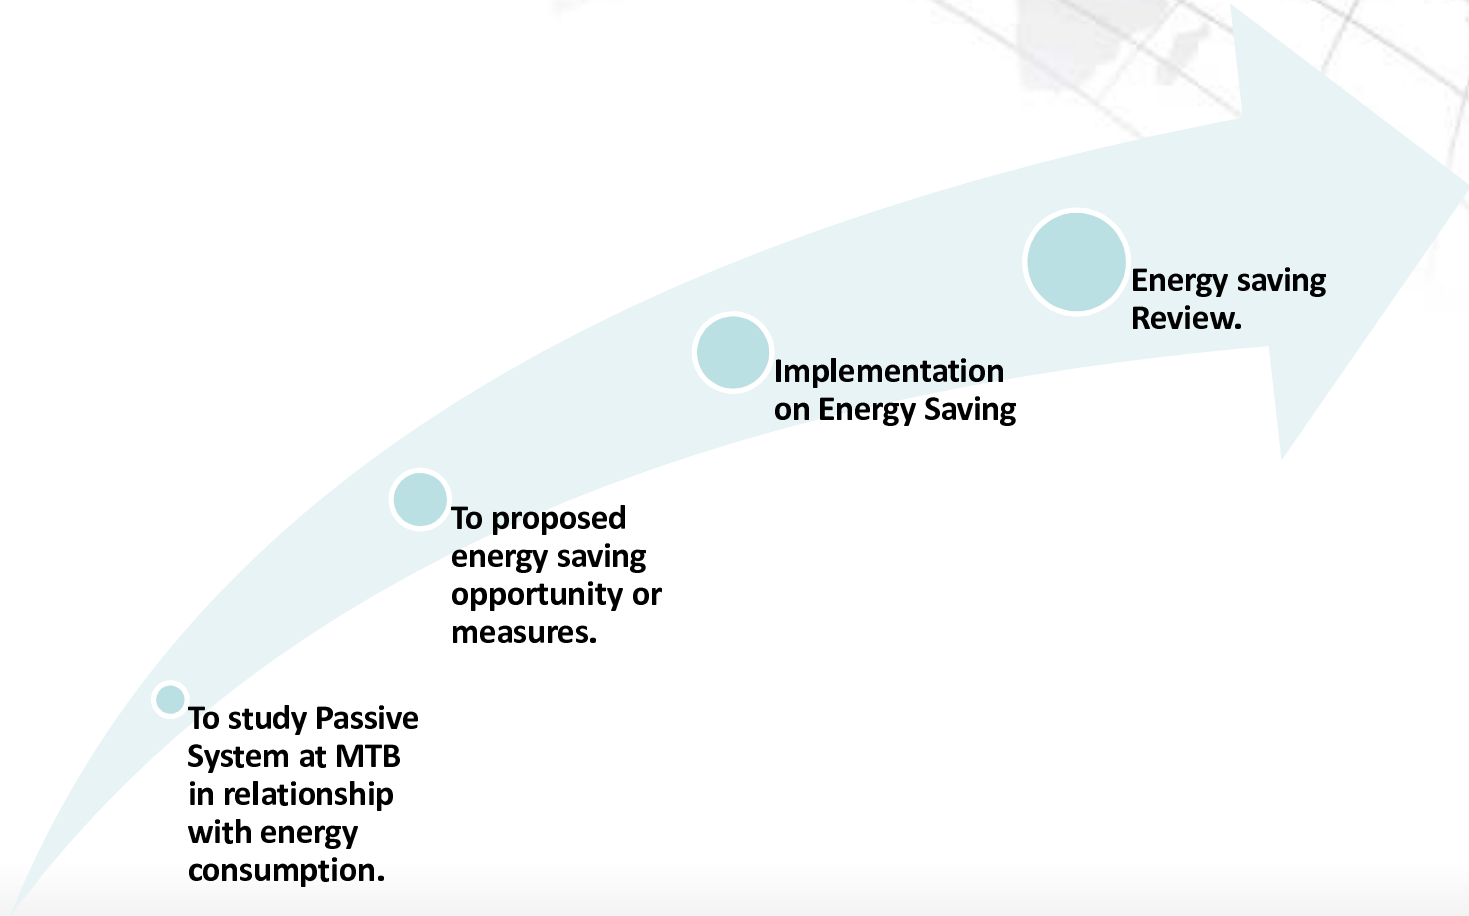 Energy saving
Review.
Implementation
on Energy Saving
To proposed
energy saving
opportunity or
measures.
To study Passive
System at MTB
in relationship
with energy
consumption.